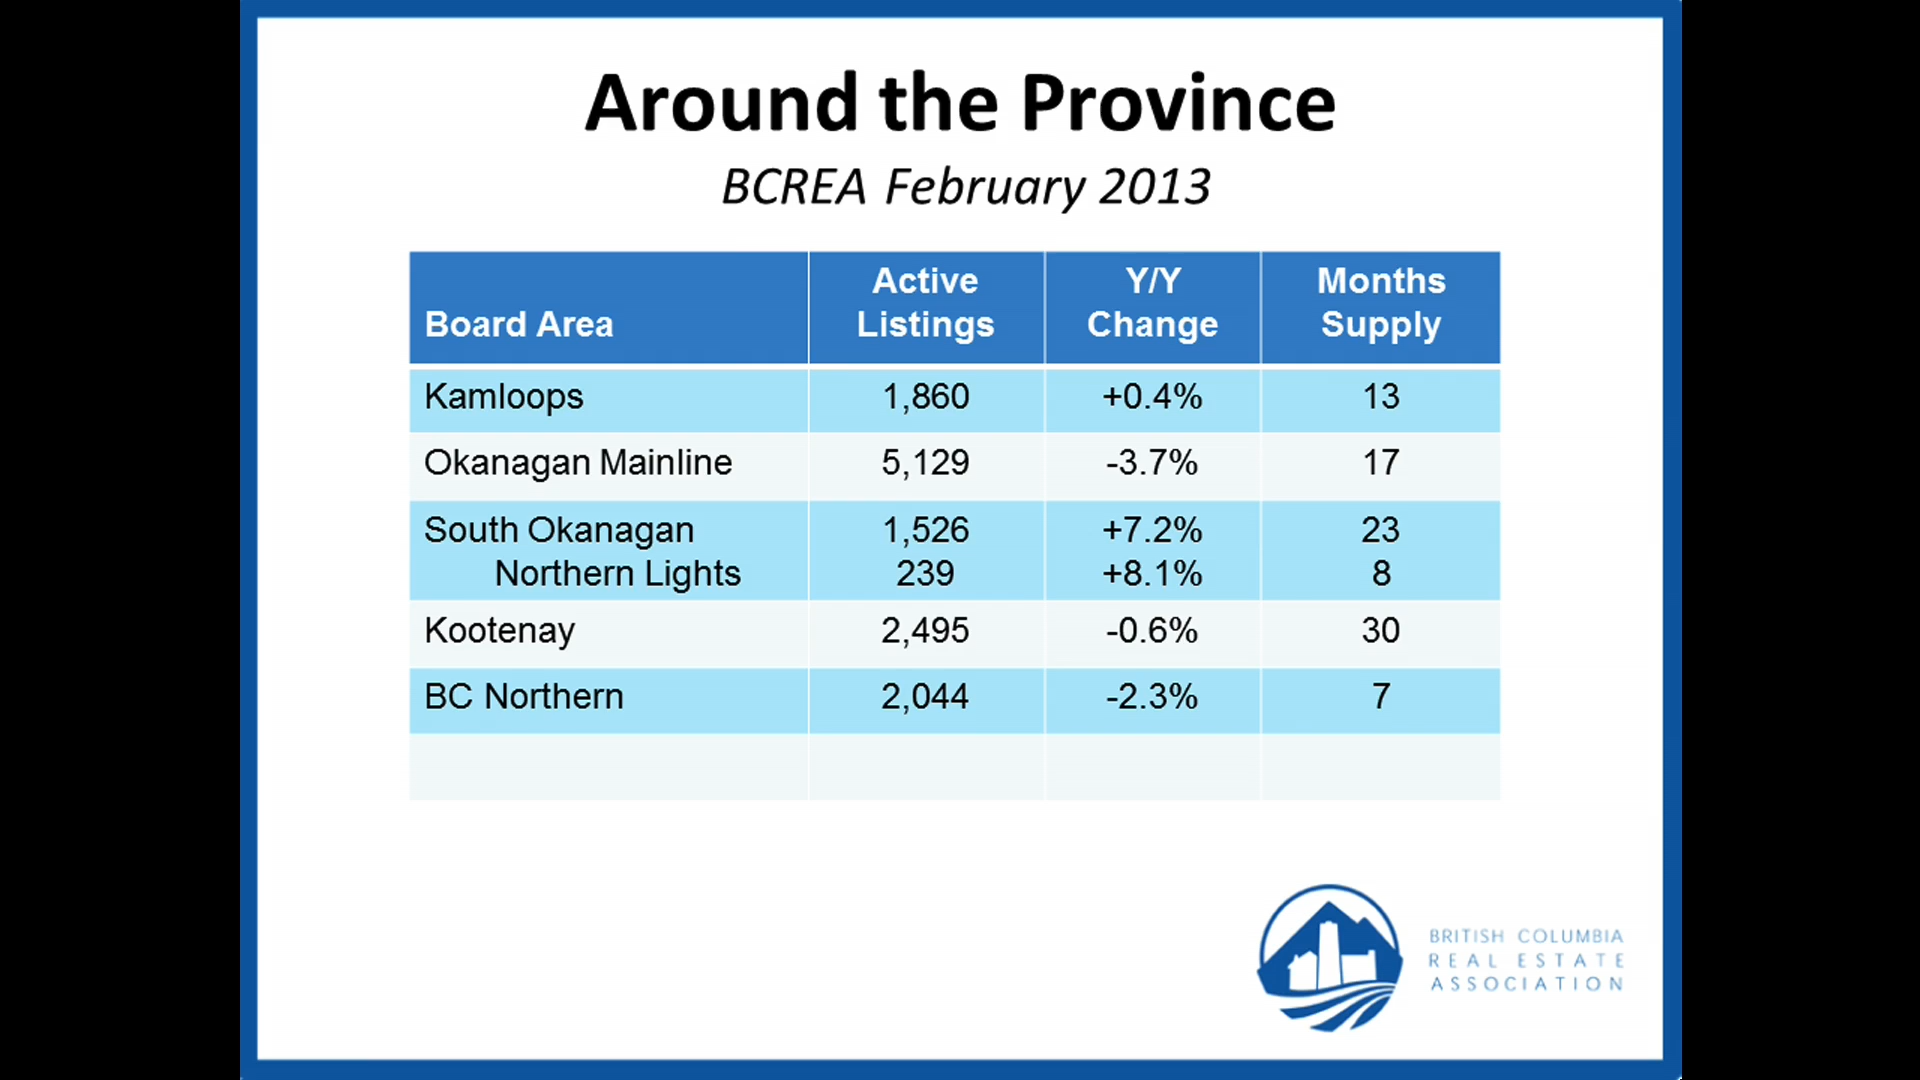 Around the Province
BCREA February 2013
Board Area Active Listings Y/Y Change Months Supply
Kamloops 1,860 +0.4% 13
Okanagan Mainline 5,129 -3.7% 17
South Okanagan 1,526 +7.2% 23
Northern Lights 239 +8.1% 8
Kootenay 2,495 -0.6% 30
BC Northern 2,044 -2.3% 7
BRITISH COLUMBIA
REAL ESTATE
ASSOCIATION